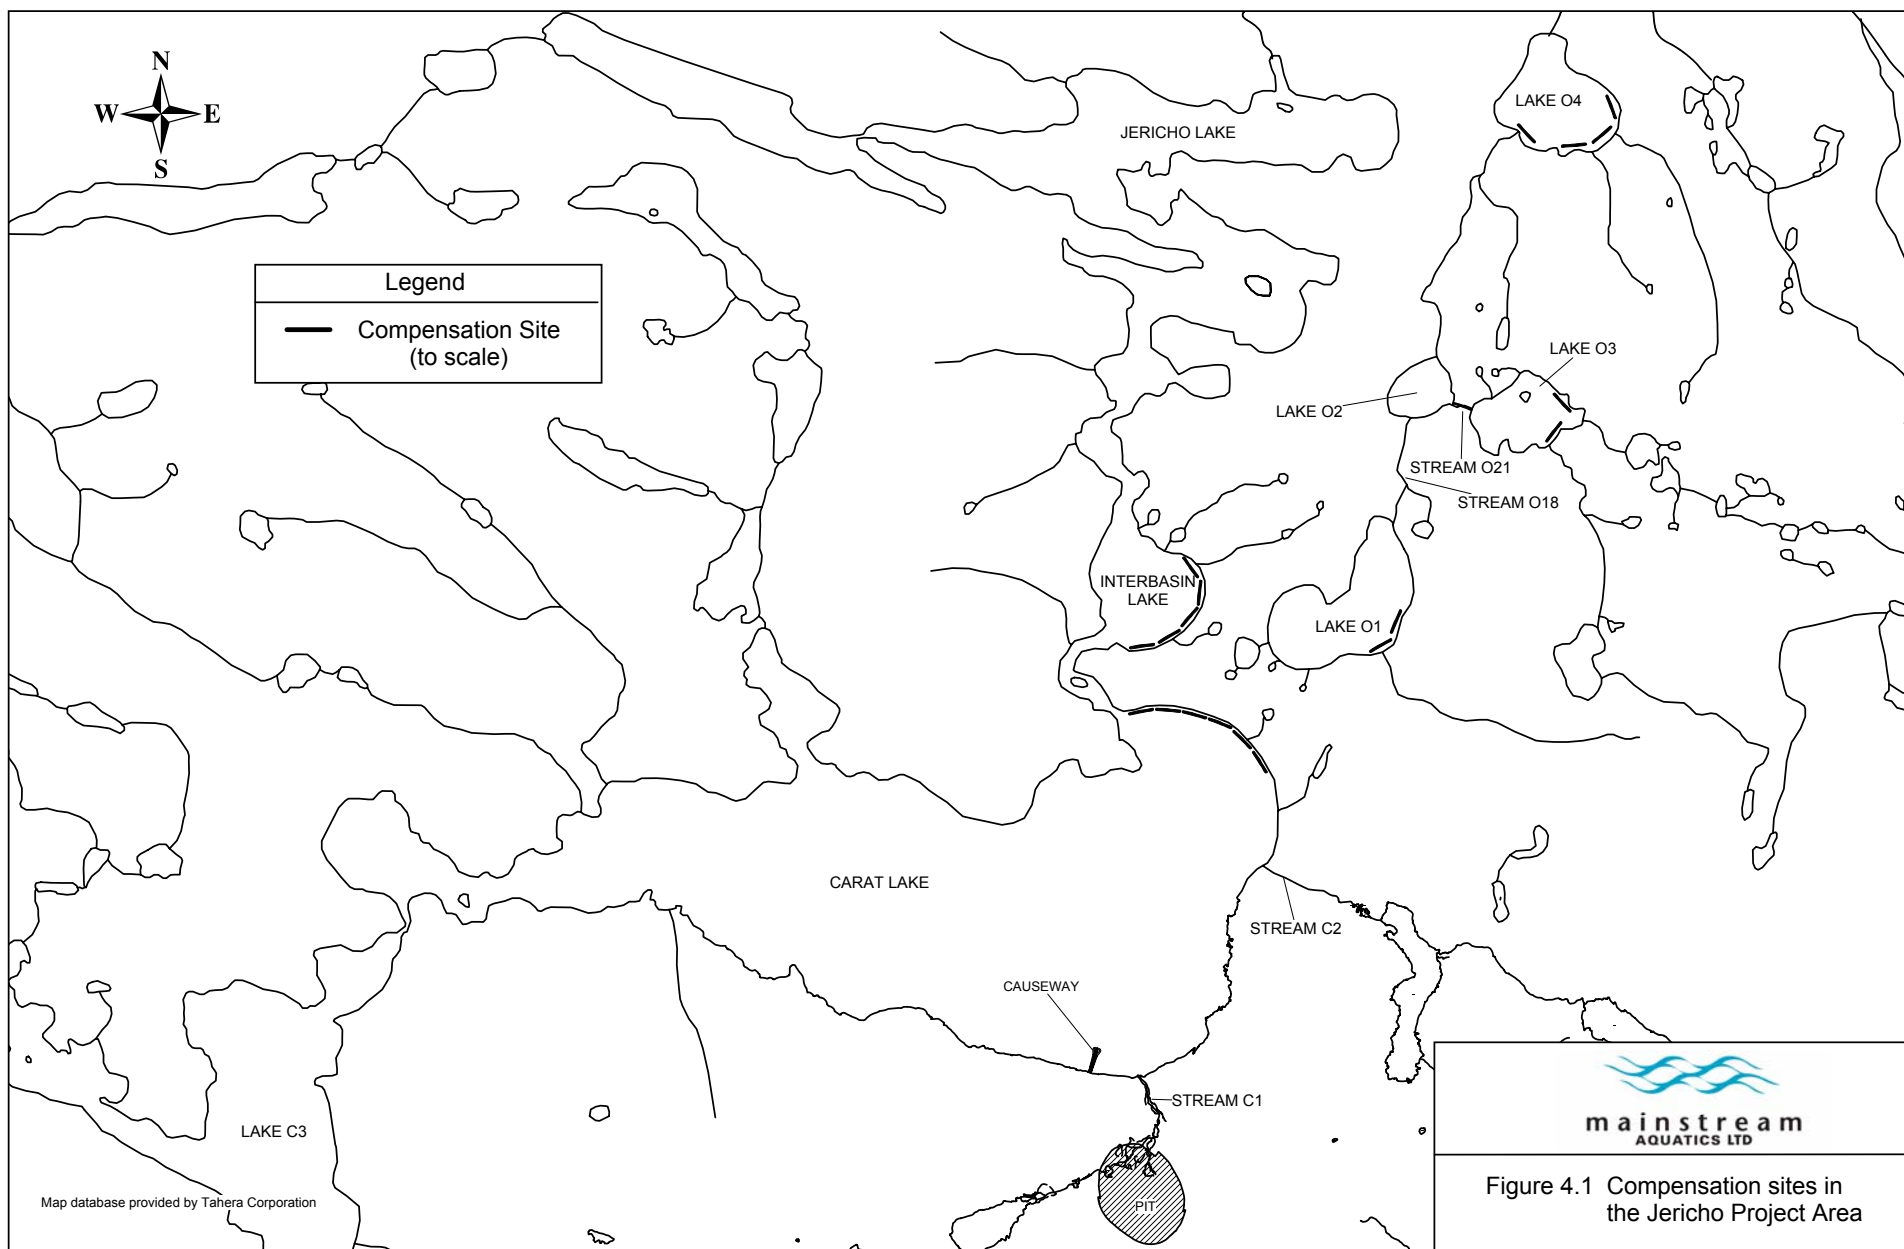 N
W E
S
Legend
Compensation Site
(to scale)
JERICHO LAKE
LAKE O4
LAKE O3
LAKE O2
STREAM O21
STREAM O18
INTERBASIN
LAKE
LAKE O1
CARAT LAKE
STREAM C2
CAUSEWAY
STREAM C1
LAKE C3
PIT
Map database provided by Tahera Corporation
mainstream
AQUATICS LTD
Figure 4.1 Compensation sites in
the Jericho Project Area